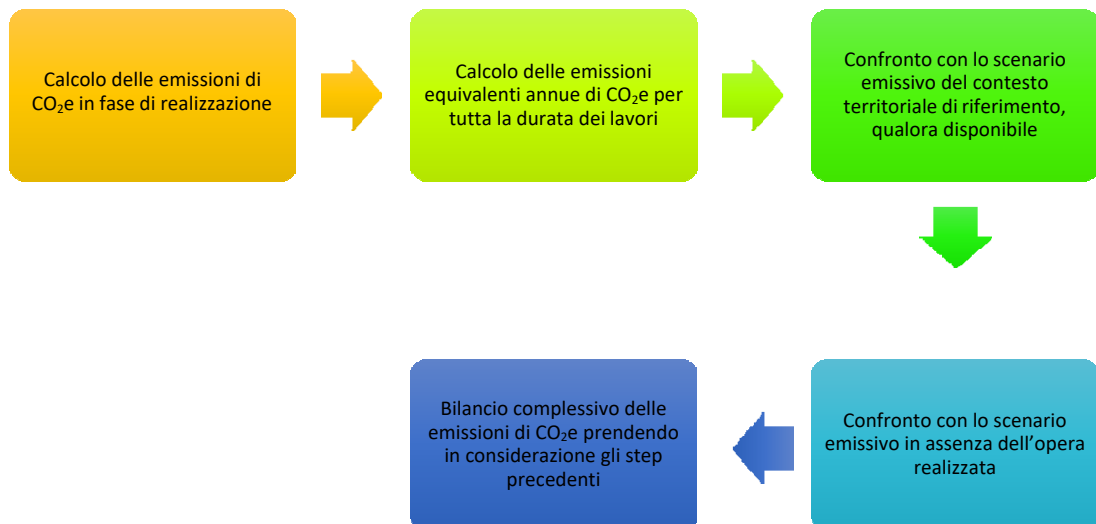 Calcolo delle emissioni di
CO₂e in fase di realizzazione
Calcolo delle emissioni
equivalenti annue di CO₂e per
tutta la durata dei lavori
Confronto con lo scenario
emissivo del contesto
territoriale di riferimento,
qualora disponibile
Confronto con lo scenario
emissivo in assenza dell’opera
realizzata
Bilancio complessivo delle
emissioni di CO₂e prendendo
in considerazione gli step
precedenti